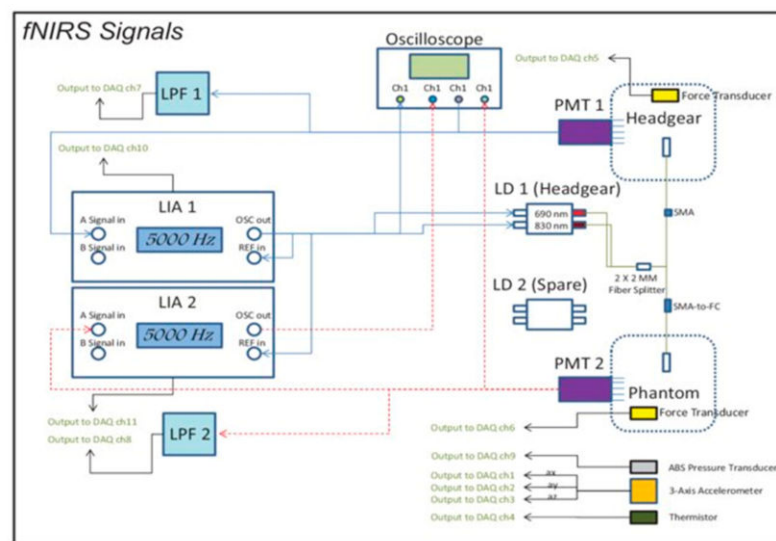 fNIRS Signals
Oscilloscope
Ch1 Ch1 Ch1 Ch1
Output to DAQ ch5
Force Transducer
Headgear
PMT 1
Output to DAQ ch7
LPF 1
Output to DAQ ch10
LIA 1
A Signal in
B Signal in
5000 Hz
OSC out
REF in
LD 1 (Headgear)
690 nm
830 nm
SMA
2 X 2 MM
Fiber Splitter
LIA 2
A Signal in
B Signal in
5000 Hz
OSC out
REF in
LD 2 (Spare)
SMA-to-FC
PMT 2
Phantom
Force Transducer
Output to DAQ ch11
Output to DAQ ch8
LPF 2
Output to DAQ ch6
Output to DAQ ch9
ABS Pressure Transducer
Output to DAQ ch1
ax
Output to DAQ ch2
ay
Output to DAQ ch3
az
3-Axis Accelerometer
Output to DAQ ch4
Thermistor